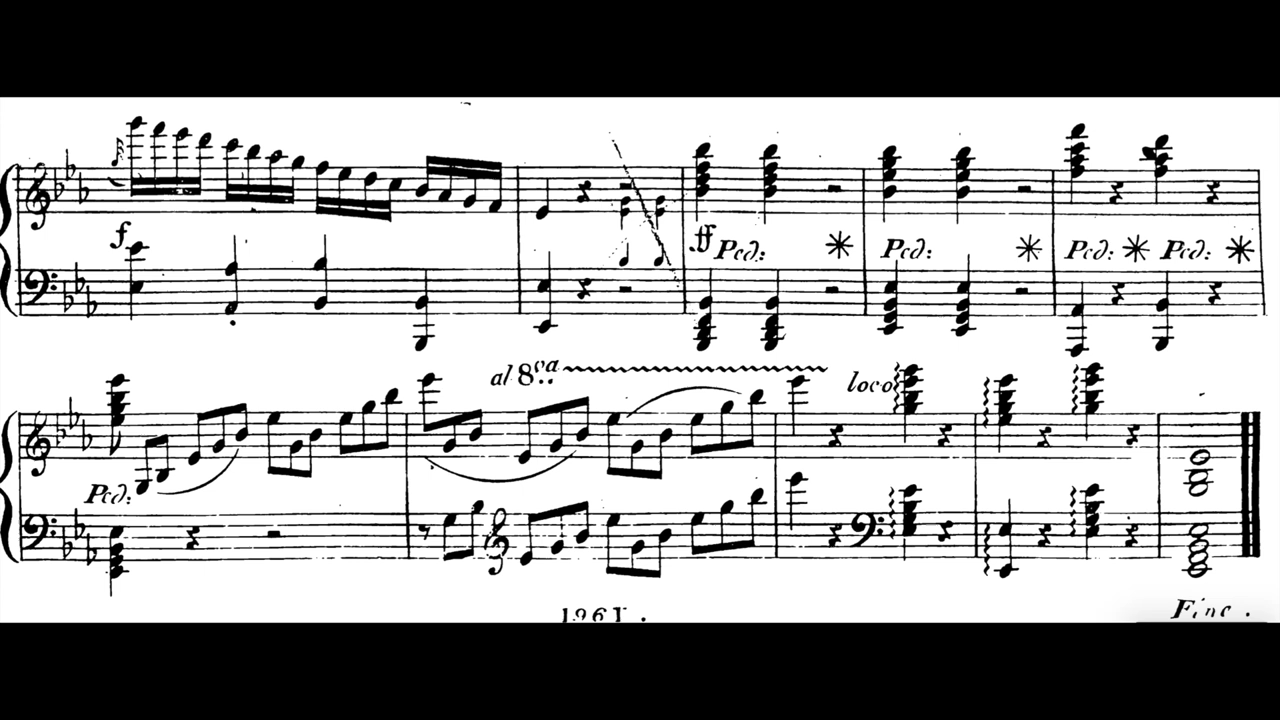 f
ff Ped: * Ped: * Ped: * Ped: *
al 8va
loco
Ped:
1961.
Fine.